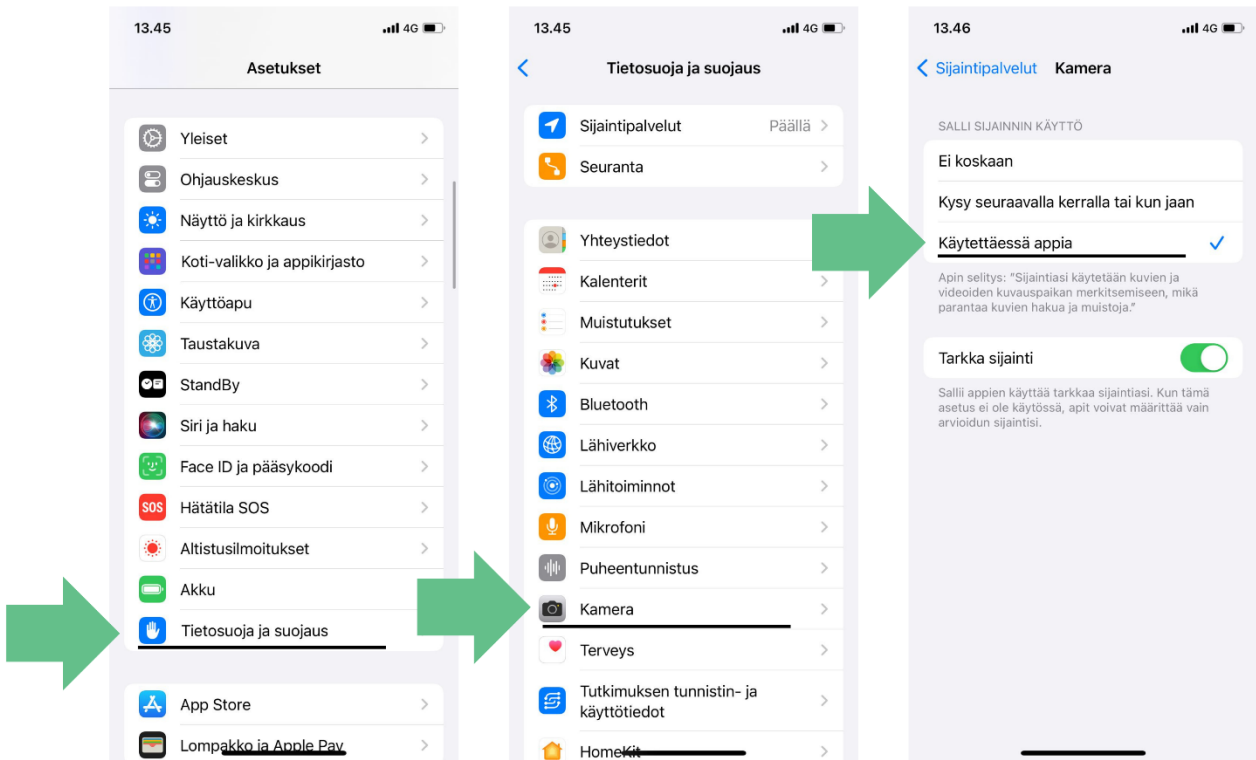 13.45
4G
Asetukset
Yleiset
Ohjauskeskus
Näyttö ja kirkkaus
Koti-valikko ja appikirjasto
Käyttöapu
Taustakuva
StandBy
Siri ja haku
Face ID ja pääsykoodi
SOS
Hätätila SOS
Altistusilmoitukset
Akku
Tietosuoja ja suojaus
App Store
Lompakko ja Apple Pay
13.45
4G
Tietosuoja ja suojaus
Sijaintipalvelut Päällä
Seuranta
Yhteystiedot
Kalenterit
Muistutukset
Kuvat
Bluetooth
Lähiverkko
Lähitoiminnot
Mikrofoni
Puheentunnistus
Kamera
Terveys
Tutkimuksen tunnistin- ja
käyttötiedot
HomeKit
13.46
4G
Sijaintipalvelut Kamera
SALLI SIJAINNIN KÄYTTÖ
Ei koskaan
Kysy seuraavalla kerralla tai kun jaan
Käytettäessä appia
Apin selitys: "Sijaintiasi käytetään kuvien ja
videoiden kuvauspaikan merkitsemiseen, mikä
parantaa kuvien hakua ja muistoja."
Tarkka sijainti
Sallii appien käyttää tarkkaa sijaintiasi. Kun tämä
asetus ei ole käytössä, apit voivat määrittää vain
arvioidun sijaintisi.